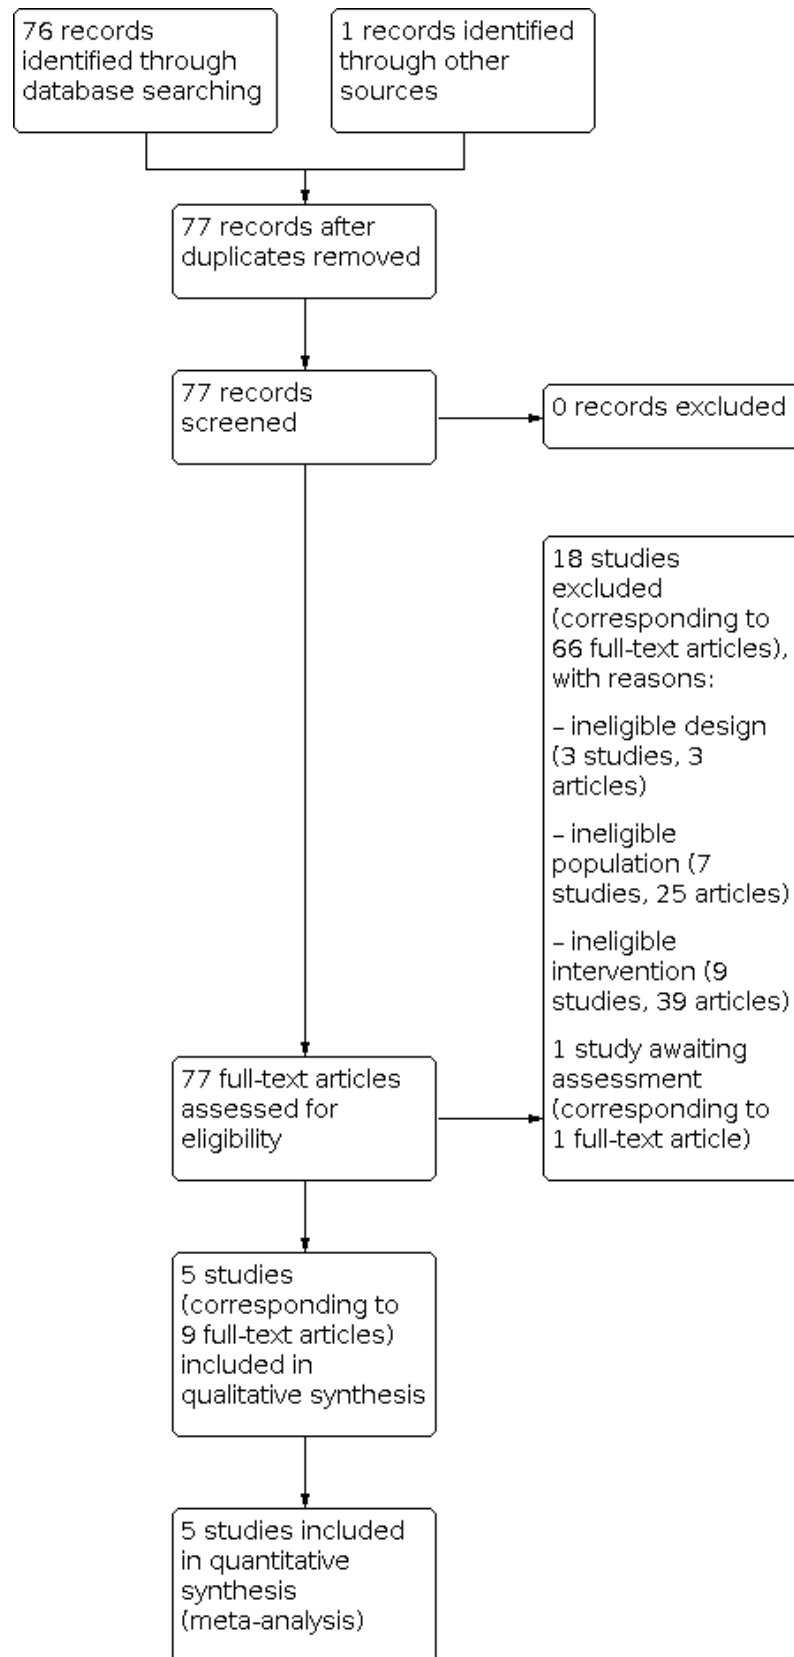 76 records
identified through
database searching
1 records identified
through other
sources
77 records after
duplicates removed
77 records
screened
0 records excluded
18 studies
excluded
(corresponding to
66 full-text articles),
with reasons:
– ineligible design
(3 studies, 3
articles)
– ineligible
population (7
studies, 25 articles)
– ineligible
intervention (9
studies, 39 articles)
1 study awaiting
assessment
(corresponding to
1 full-text article)
77 full-text articles
assessed for
eligibility
5 studies
(corresponding to
9 full-text articles)
included in
qualitative synthesis
5 studies included
in quantitative
synthesis
(meta-analysis)